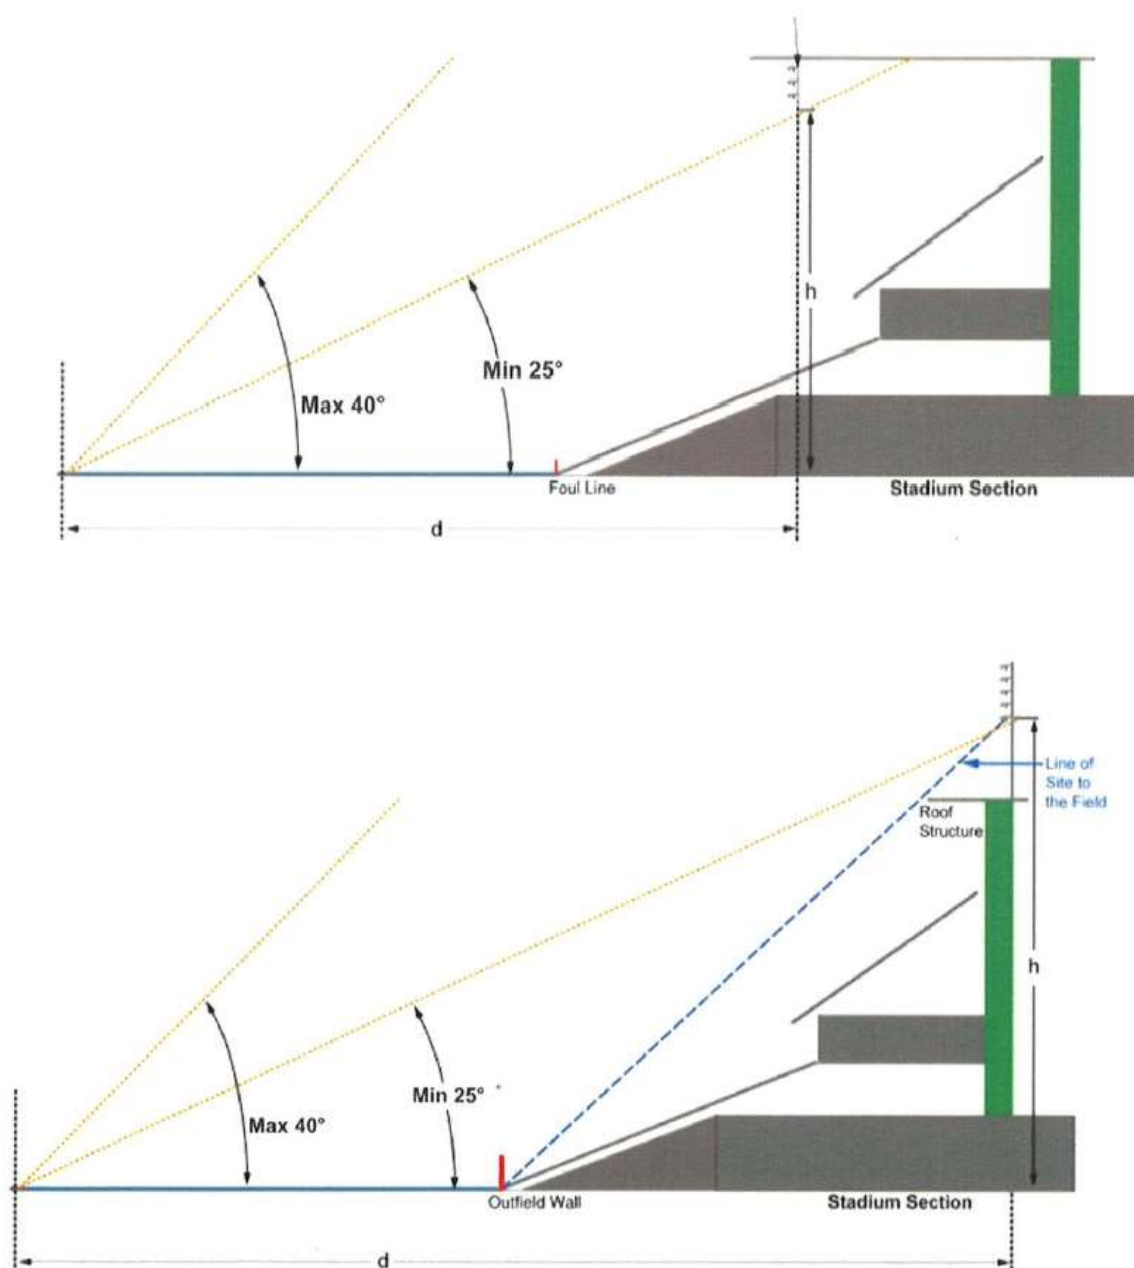 h
Min 25°
Max 40°
Foul Line
Stadium Section
d
Line of
Site to
the Field
Roof
Structure
h
Min 25°
Max 40°
Outfield Wall
Stadium Section
d